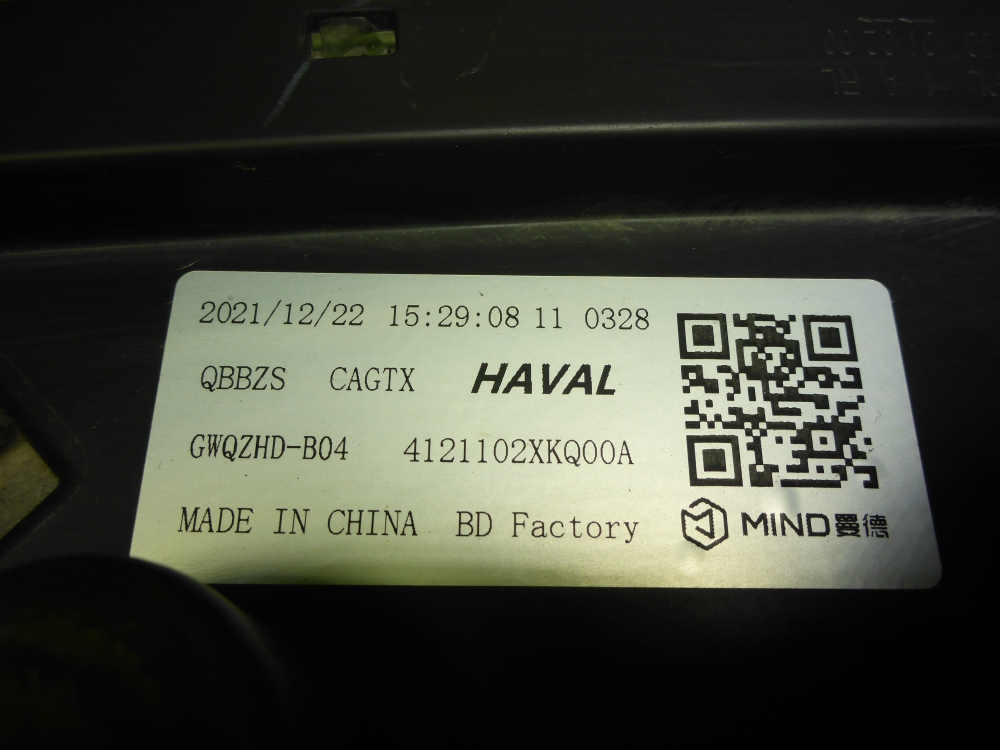 2021/12/22 15:29:08 11 0328
QBBZS CAGTX HAVAL
GWQZHD-B04 4121102XKQ00A
MADE IN CHINA BD Factory
MIND曼德